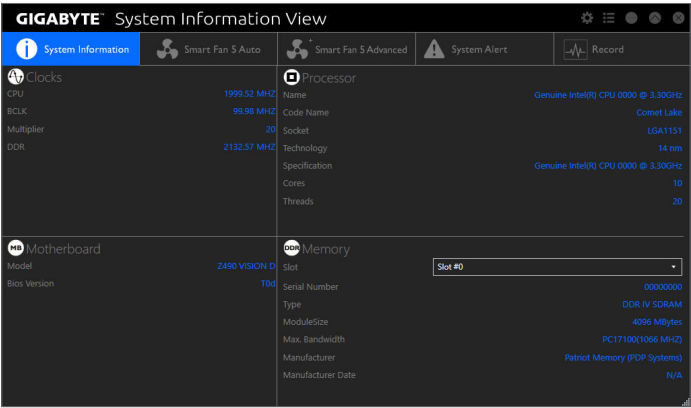 GIGABYTE™ System Information View
System Information
Smart Fan 5 Auto
Smart Fan 5 Advanced
System Alert
Record
Clocks
CPU 1999.52 MHZ
BCLK 99.98 MHZ
Multiplier 20
DDR 2132.57 MHZ
Processor
Name Genuine Intel(R) CPU 0000 @ 3.30GHz
Code Name Comet Lake
Socket LGA1151
Technology 14 nm
Specification Genuine Intel(R) CPU 0000 @ 3.30GHz
Cores 10
Threads 20
MB Motherboard
Model Z490 VISION D
Bios Version T0d
DDR Memory
Slot Slot #0
Serial Number 00000000
Type DDR IV SDRAM
ModuleSize 4096 MBytes
Max. Bandwidth PC17100(1066 MHZ)
Manufacturer Patriot Memory (PDP Systems)
Manufacturer Date N/A